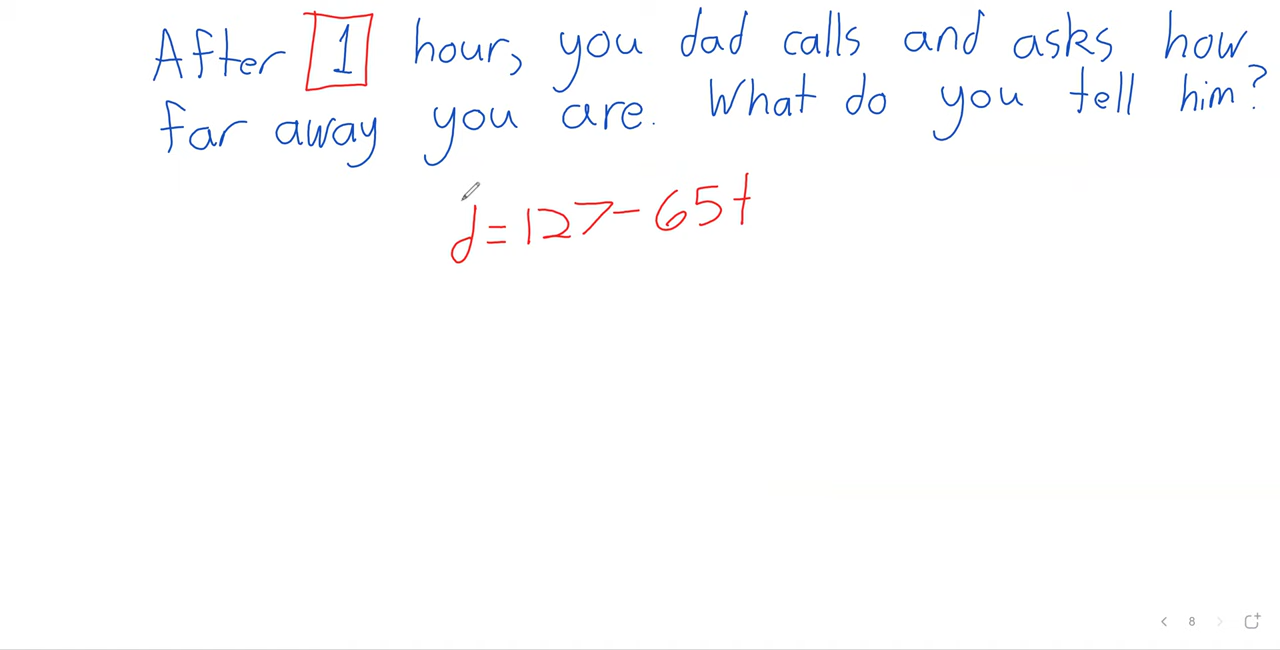 After 1 hour, you dad calls and asks how
far away you are. What do you tell him?
d=127-65t
8